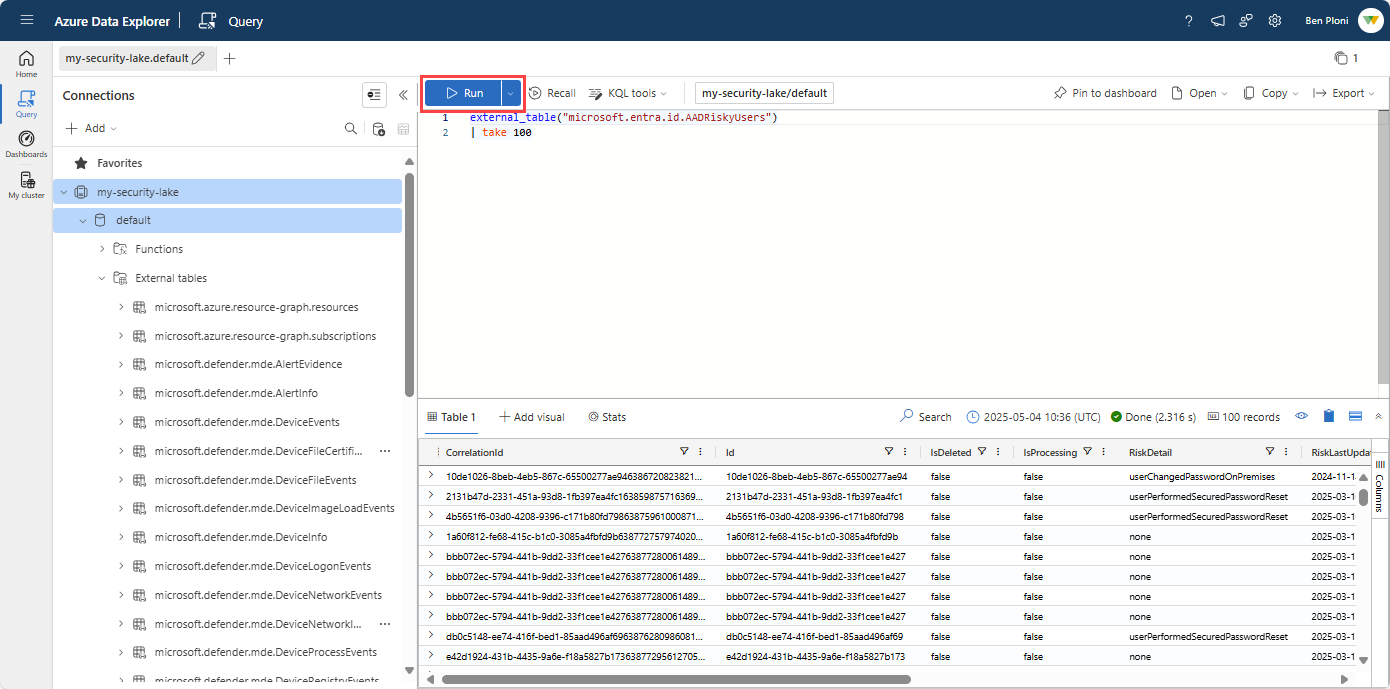 Azure Data Explorer Query
? Ben Ploni
Home
Query
Dashboards
My cluster
my-security-lake.default
1
Connections
Add
Favorites
my-security-lake
default
Functions
External tables
microsoft.azure.resource-graph.resources
microsoft.azure.resource-graph.subscriptions
microsoft.defender.mde.AlertEvidence
microsoft.defender.mde.AlertInfo
microsoft.defender.mde.DeviceEvents
microsoft.defender.mde.DeviceFileCertifi...
microsoft.defender.mde.DeviceFileEvents
microsoft.defender.mde.DeviceImageLoadEvents
microsoft.defender.mde.DeviceInfo
microsoft.defender.mde.DeviceLogonEvents
microsoft.defender.mde.DeviceNetworkEvents
microsoft.defender.mde.DeviceNetworkI...
microsoft.defender.mde.DeviceProcessEvents
microsoft.defender.mde.DeviceRegistryEvents
Run Recall KQL tools my-security-lake/default Pin to dashboard Open Copy Export
1 external_table("microsoft.entra.id.AADRiskyUsers")
2 | take 100
Table 1 Add visual Stats Search 2025-05-04 10:36 (UTC) Done (2.316 s) 100 records
CorrelationId Id IsDeleted IsProcessing RiskDetail RiskLastUpdat
Columns
10de1026-8beb-4eb5-867c-65500277ae946386720823821... 10de1026-8beb-4eb5-867c-65500277ae94 false false userChangedPasswordOnPremises 2024-11-1
2131b47d-2331-451a-93d8-1fb397ea4fc163859875716369... 2131b47d-2331-451a-93d8-1fb397ea4fc1 false false userPerformedSecuredPasswordReset 2025-03-1
4b5651f6-03d0-4208-9396-c171b80fd79863875961000871... 4b5651f6-03d0-4208-9396-c171b80fd798 false false userPerformedSecuredPasswordReset 2025-03-1
1a60f812-fe68-415c-b1c0-3085a4fbfd9b638772757974020... 1a60f812-fe68-415c-b1c0-3085a4fbfd9b false false none 2025-03-1
bbb072ec-5794-441b-9dd2-33f1cee1e42763877280061489... bbb072ec-5794-441b-9dd2-33f1cee1e427 false false none 2025-03-1
bbb072ec-5794-441b-9dd2-33f1cee1e42763877280061489... bbb072ec-5794-441b-9dd2-33f1cee1e427 false false none 2025-03-1
bbb072ec-5794-441b-9dd2-33f1cee1e42763877280061489... bbb072ec-5794-441b-9dd2-33f1cee1e427 false false none 2025-03-1
bbb072ec-5794-441b-9dd2-33f1cee1e42763877280061489... bbb072ec-5794-441b-9dd2-33f1cee1e427 false false none 2025-03-1
db0c5148-ee74-416f-bed1-85aad496af6963876280986081... db0c5148-ee74-416f-bed1-85aad496af69 false false userPerformedSecuredPasswordReset 2025-03-1
e42d1924-431b-4435-9a6e-f18a5827b17363877295612705... e42d1924-431b-4435-9a6e-f18a5827b173 false false none 2025-03-1